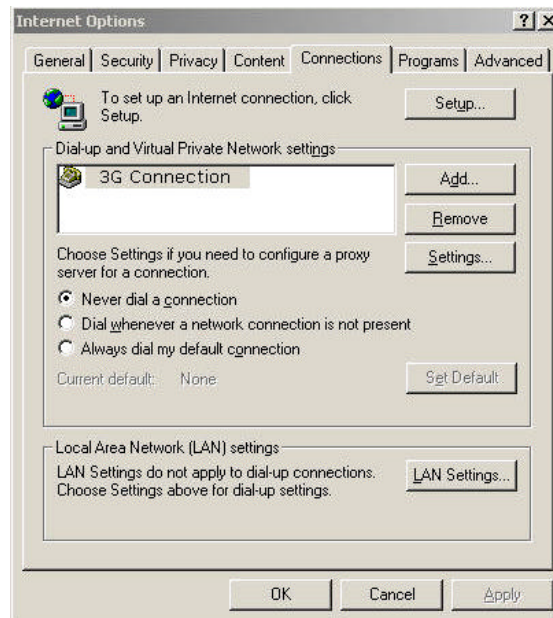 Internet Options
General Security Privacy Content Connections Programs Advanced
To set up an Internet connection, click
Setup.
Setup...
Dial-up and Virtual Private Network settings
3G Connection
Add...
Remove
Choose Settings if you need to configure a proxy
server for a connection.
Settings...
Never dial a connection
Dial whenever a network connection is not present
Always dial my default connection
Current default: None
Set Default
Local Area Network (LAN) settings
LAN Settings do not apply to dial-up connections.
Choose Settings above for dial-up settings.
LAN Settings...
OK Cancel Apply